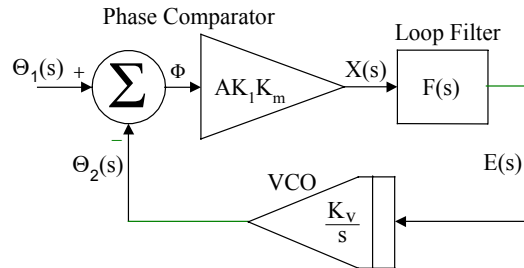 Phase Comparator
Loop Filter
Θ₁(s)
+
Σ
Φ
AK₁Kₘ
X(s)
F(s)
−
Θ₂(s)
E(s)
VCO
Kᵥ
s